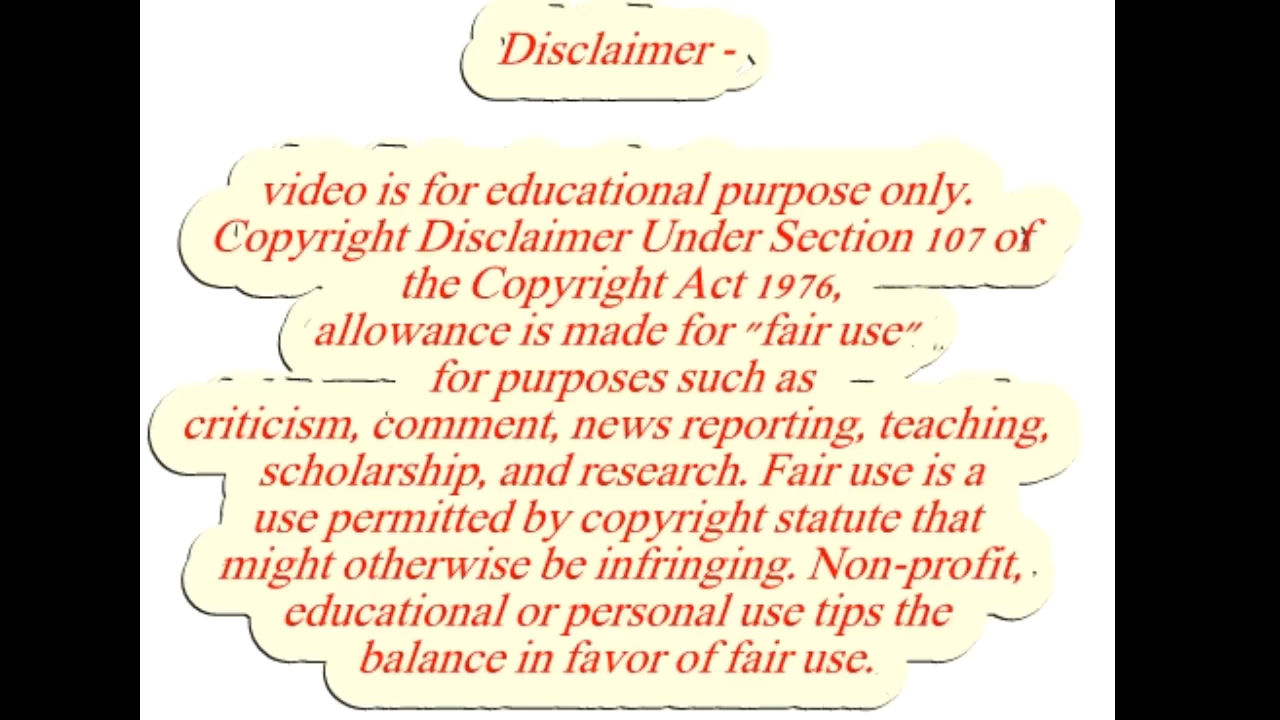 Disclaimer -
video is for educational purpose only.
Copyright Disclaimer Under Section 107 of
the Copyright Act 1976,
allowance is made for "fair use"
for purposes such as
criticism, comment, news reporting, teaching,
scholarship, and research. Fair use is a
use permitted by copyright statute that
might otherwise be infringing. Non-profit,
educational or personal use tips the
balance in favor of fair use.